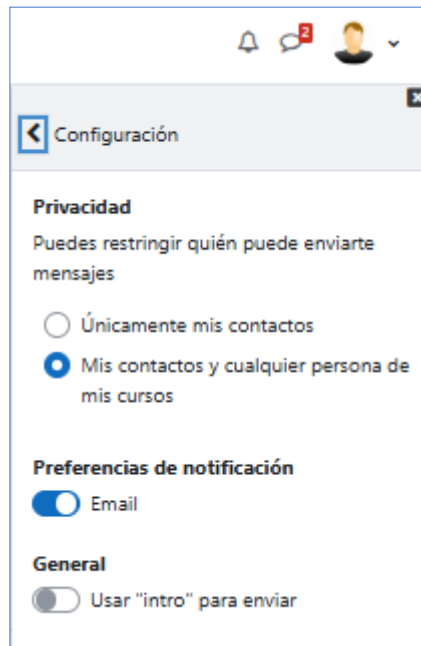 2
Configuración
Privacidad
Puedes restringir quién puede enviarte
mensajes
Únicamente mis contactos
Mis contactos y cualquier persona de
mis cursos
Preferencias de notificación
Email
General
Usar "intro" para enviar